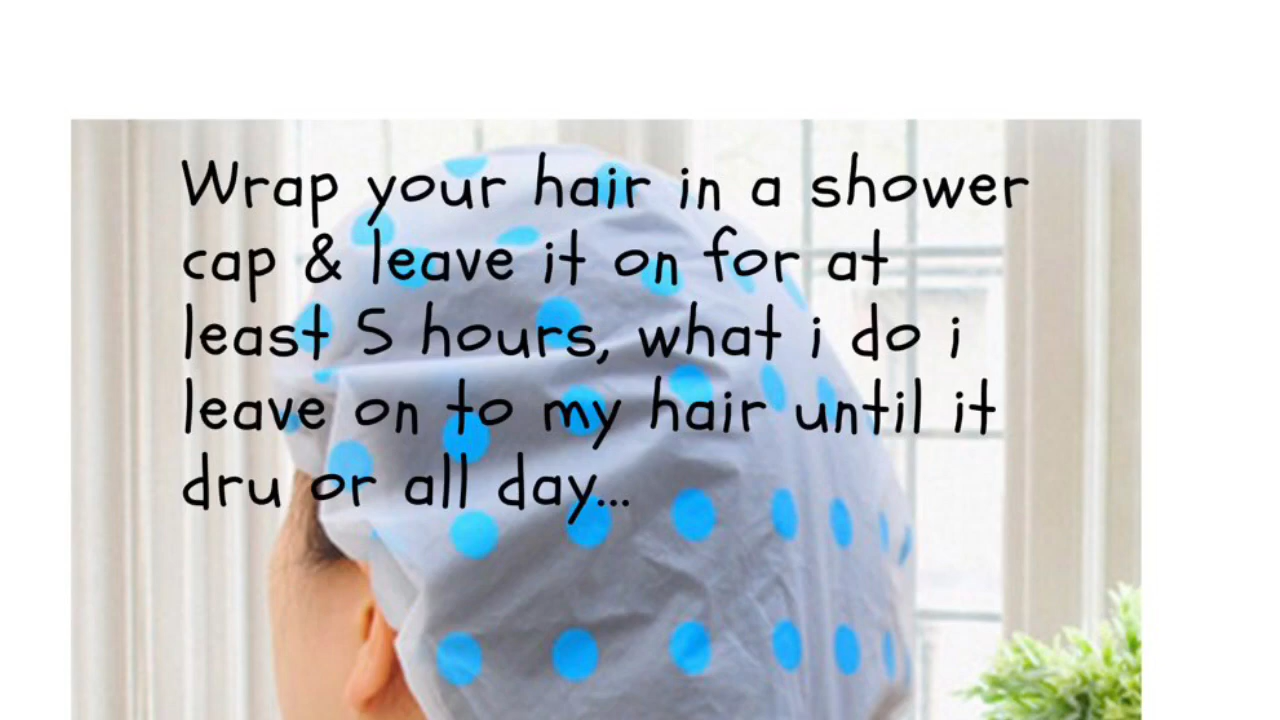 Wrap your hair in a shower
cap & leave it on for at
least 5 hours, what i do i
leave on to my hair until it
dru or all day...